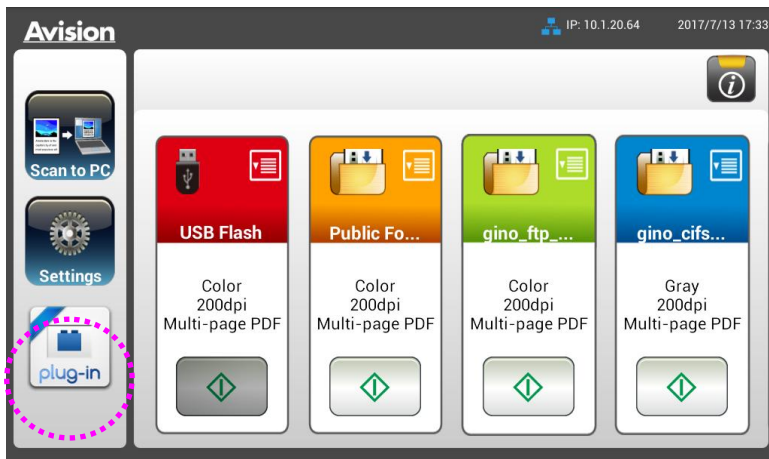 Avision
IP: 10.1.20.64
2017/7/13 17:33
Scan to PC
Settings
plug-in
USB Flash
Color
200dpi
Multi-page PDF
Public Fo...
Color
200dpi
Multi-page PDF
gino_ftp_...
Color
200dpi
Multi-page PDF
gino_cifs...
Gray
200dpi
Multi-page PDF